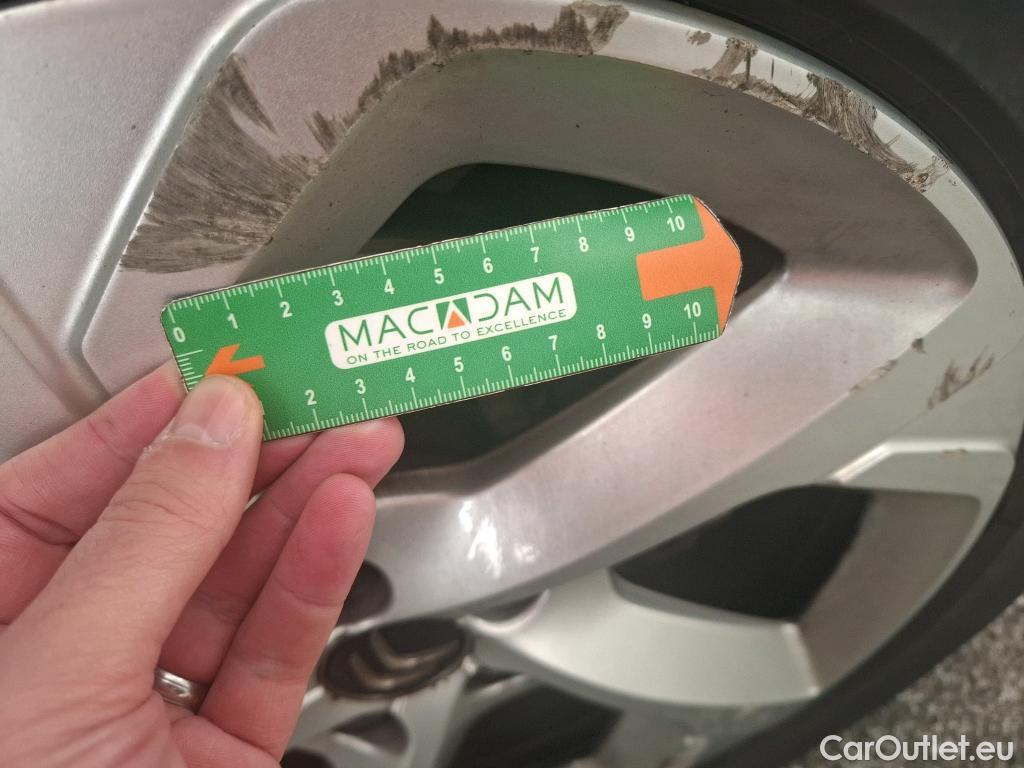 0 1 2 3 4 5 6 7 8 9 10
MACADAM
ON THE ROAD TO EXCELLENCE
2 3 4 5 6 7 8 9 10
CarOutlet.eu